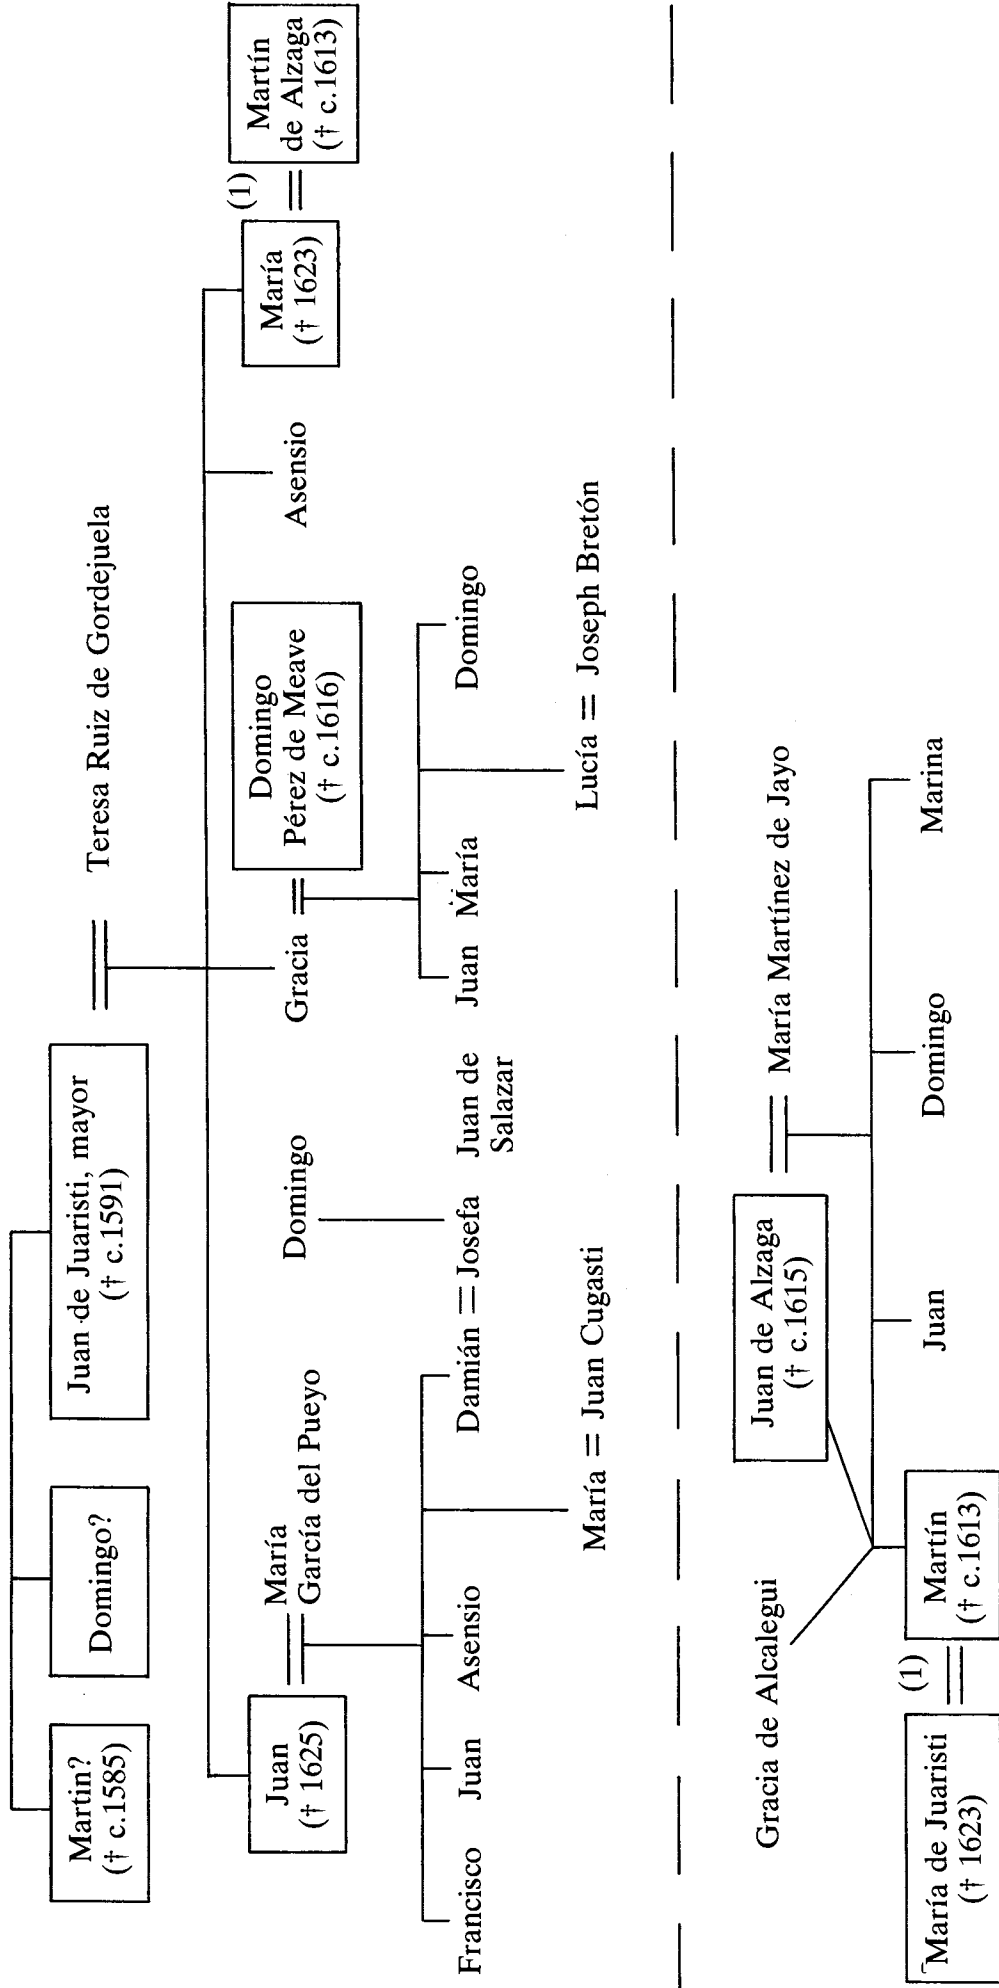 Martin?
(† c.1585)
Domingo?
Juan de Juaristi, mayor
(† c.1591)
Teresa Ruiz de Gordejuela
Juan
(† 1625)
María
García del Pueyo
Domingo
Gracia
Domingo
Pérez de Meave
(† c.1616)
Asensio
María
(† 1623)
(1)
Martín
de Alzaga
(† c.1613)
Francisco
Juan
Asensio
Damián = Josefa
Juan de
Salazar
Juan
María
Domingo
María = Juan Cugasti
Lucía = Joseph Bretón
Gracia de Alcalegui
Juan de Alzaga
(† c.1615)
María Martínez de Jayo
María de Juaristi
(† 1623)
(1)
Martín
(† c.1613)
Juan
Domingo
Marina